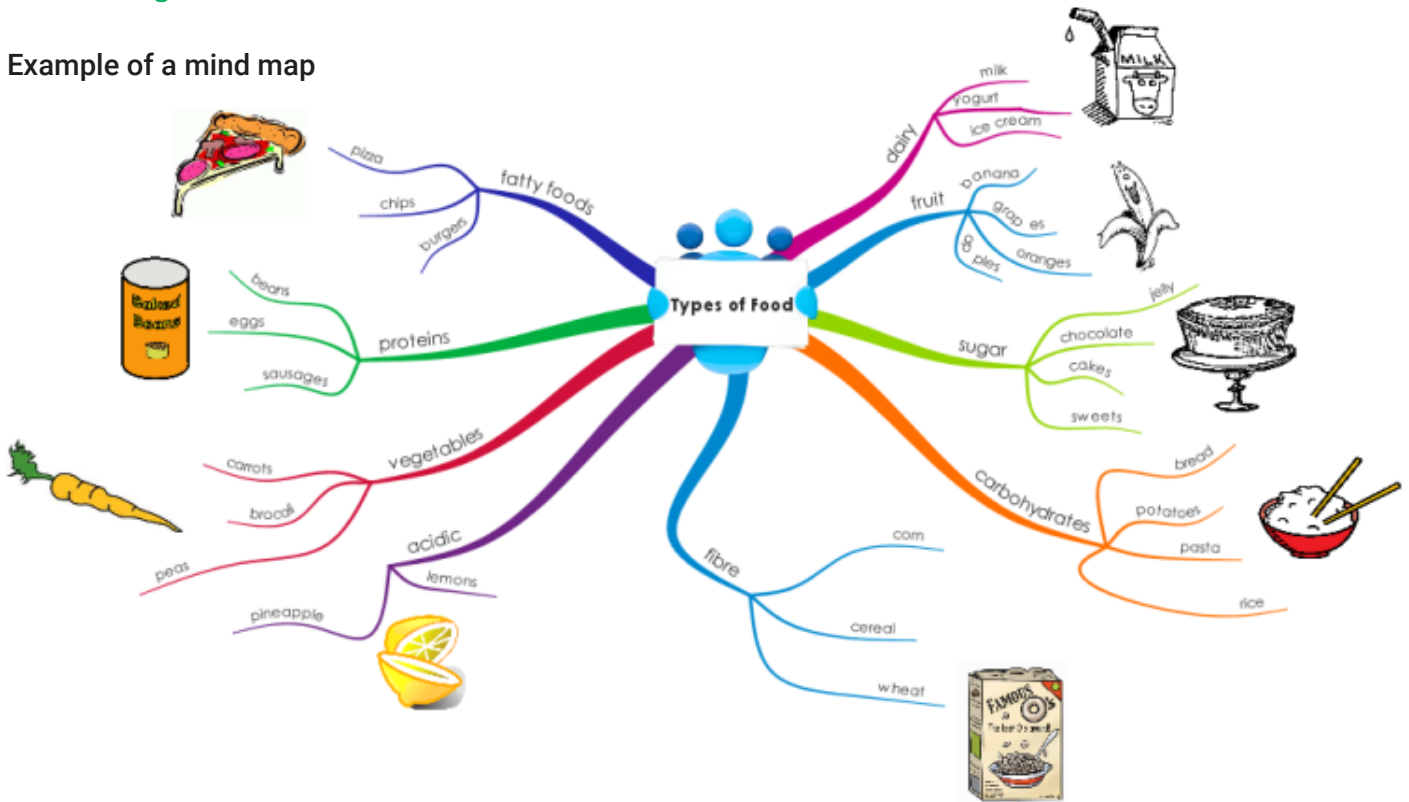 Example of a mind map
Types of Food
dairy
milk
yogurt
ice cream
MILK
fruit
banana
grap es
oranges
ap ples
sugar
jelly
chocolate
cakes
sweets
carbohydrates
bread
potatoes
pasta
rice
fibre
corn
cereal
wheat
FAMOUS
O's
acidic
lemons
pineapple
vegetables
carrots
brocoli
peas
proteins
beans
eggs
sausages
Baked
Beans
fatty foods
pizza
chips
burgers